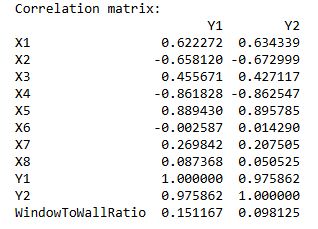 Correlation matrix:
Y1 Y2
X1 0.622272 0.634339
X2 -0.658120 -0.672999
X3 0.455671 0.427117
X4 -0.861828 -0.862547
X5 0.889430 0.895785
X6 -0.002587 0.014290
X7 0.269842 0.207505
X8 0.087368 0.050525
Y1 1.000000 0.975862
Y2 0.975862 1.000000
WindowToWallRatio 0.151167 0.098125